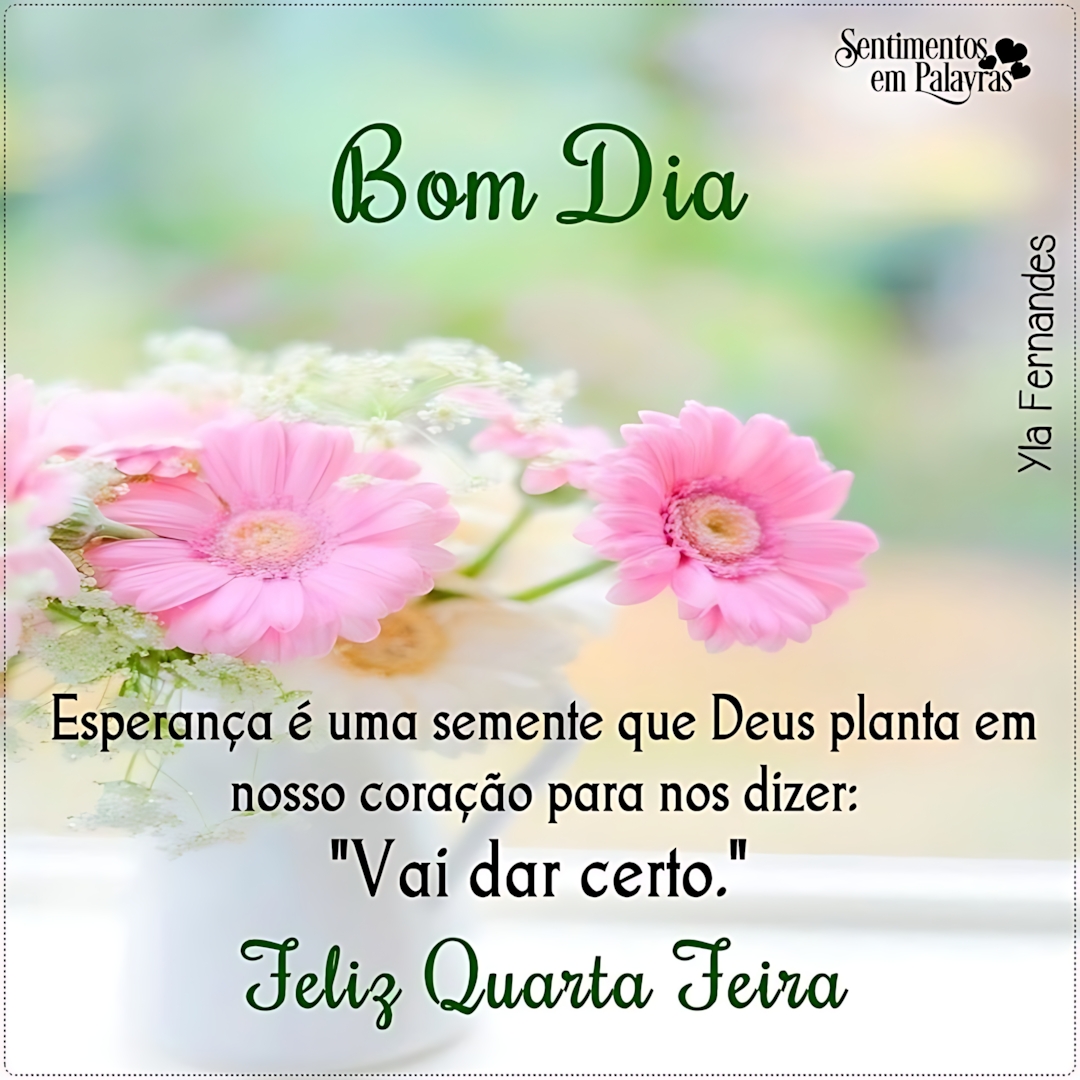 Sentimentos
em Palavras
Bom Dia
Yla Fernandes
Esperança é uma semente que Deus planta em
nosso coração para nos dizer:
"Vai dar certo."
Feliz Quarta Feira